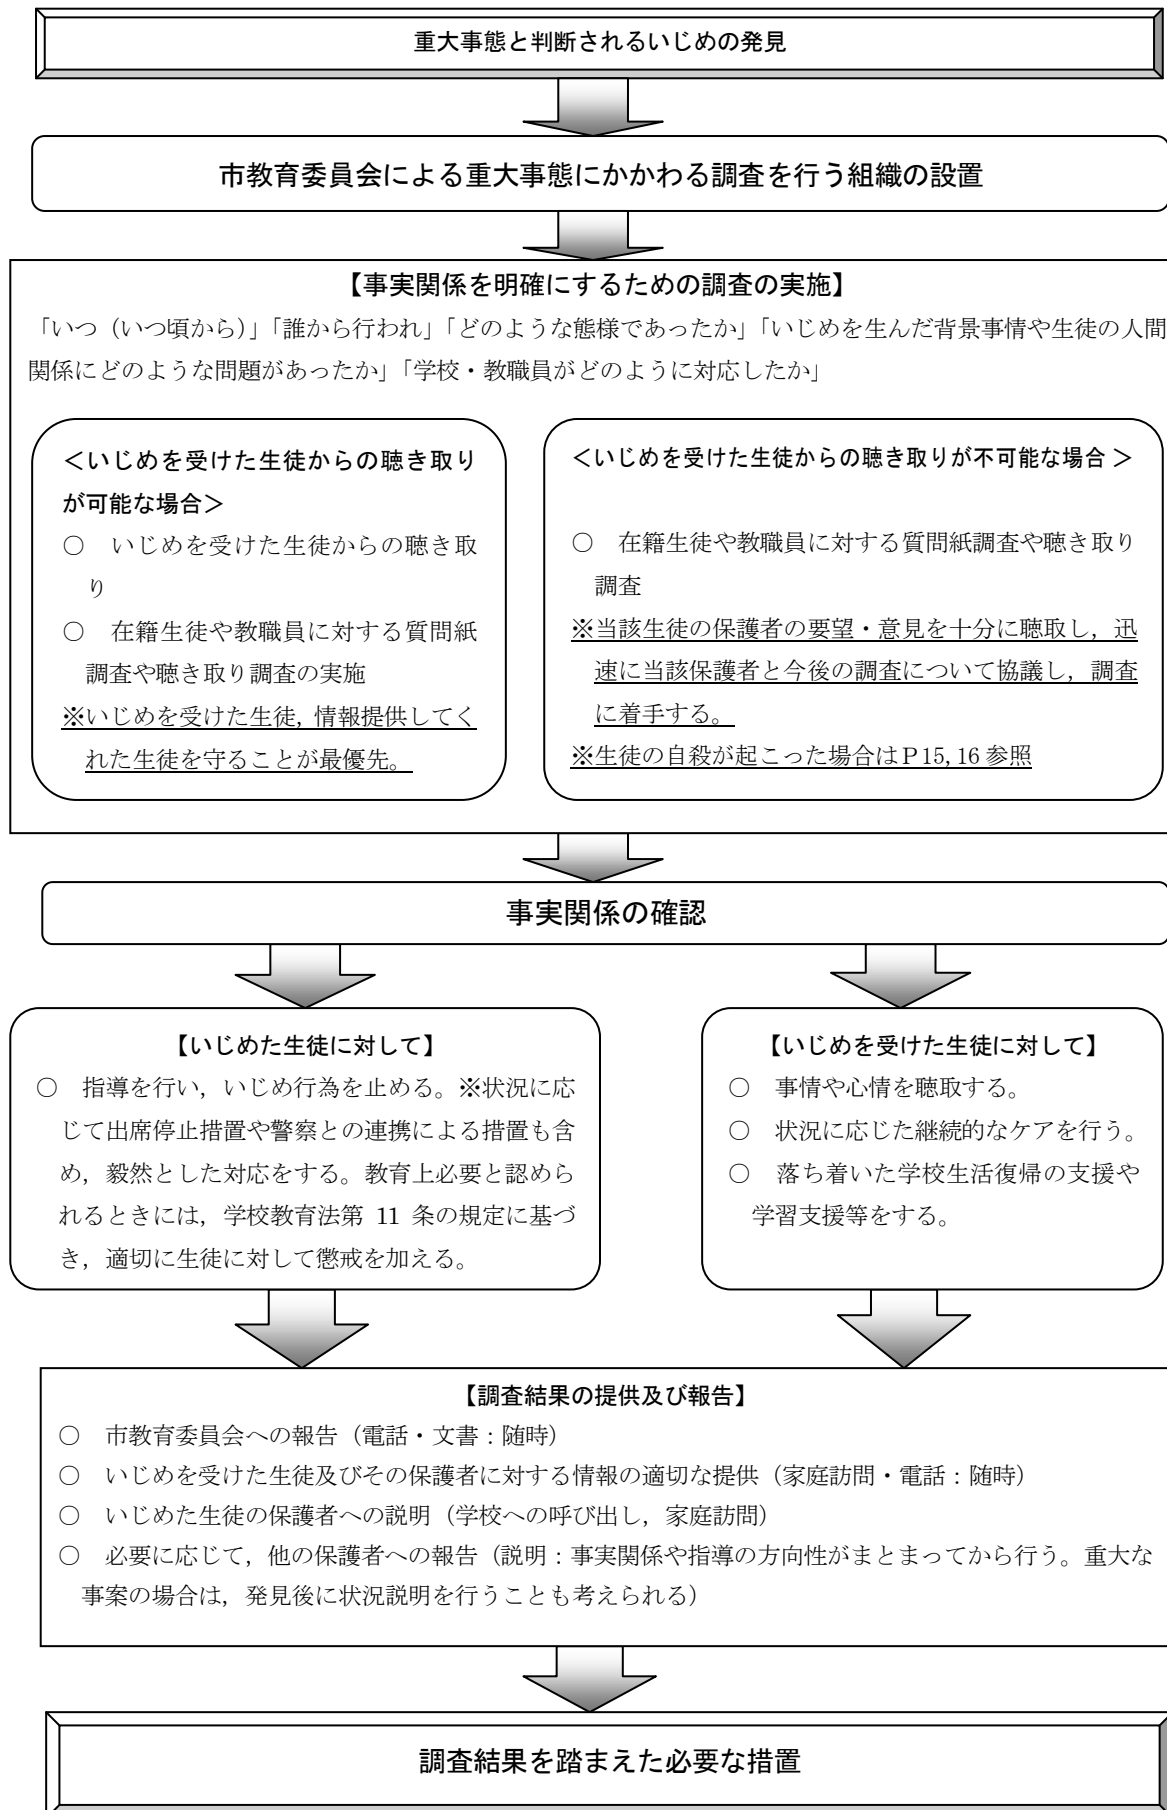 重大事態と判断されるいじめの発見
市教育委員会による重大事態にかかわる調査を行う組織の設置
【事実関係を明確にするための調査の実施】
「いつ（いつ頃から）」「誰から行われ」「どのような態様であったか」「いじめを生んだ背景事情や生徒の人間
関係にどのような問題があったか」「学校・教職員がどのように対応したか」
＜いじめを受けた生徒からの聴き取り
が可能な場合＞
○　いじめを受けた生徒からの聴き取
り
○　在籍生徒や教職員に対する質問紙
調査や聴き取り調査の実施
※いじめを受けた生徒，情報提供してく
れた生徒を守ることが最優先。
＜いじめを受けた生徒からの聴き取りが不可能な場合＞
○　在籍生徒や教職員に対する質問紙調査や聴き取り
調査
※当該生徒の保護者の要望・意見を十分に聴取し，迅
速に当該保護者と今後の調査について協議し，調査
に着手する。
※生徒の自殺が起こった場合はＰ15，16 参照
事実関係の確認
【いじめた生徒に対して】
○　指導を行い，いじめ行為を止める。※状況に応
じて出席停止措置や警察との連携による措置も含
め，毅然とした対応をする。教育上必要と認めら
れるときには，学校教育法第 11 条の規定に基づ
き，適切に生徒に対して懲戒を加える。
【いじめを受けた生徒に対して】
○　事情や心情を聴取する。
○　状況に応じた継続的なケアを行う。
○　落ち着いた学校生活復帰の支援や
学習支援等をする。
【調査結果の提供及び報告】
○　市教育委員会への報告（電話・文書：随時）
○　いじめを受けた生徒及びその保護者に対する情報の適切な提供（家庭訪問・電話：随時）
○　いじめた生徒の保護者への説明（学校への呼び出し，家庭訪問）
○　必要に応じて，他の保護者への報告（説明：事実関係や指導の方向性がまとまってから行う。重大な
事案の場合は，発見後に状況説明を行うことも考えられる）
調査結果を踏まえた必要な措置